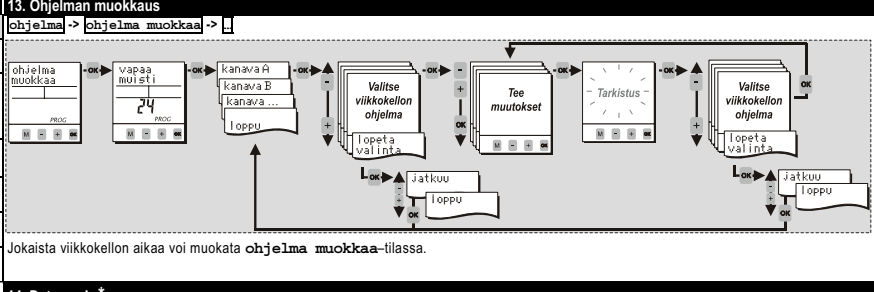 13. Ohjelman muokkaus
ohjelma -> ohjelma muokkaa -> ...
ohjelma
muokkaa
PROG
M - + OK
OK
vapaa
muisti
24
PROG
M - + OK
OK
kanava A
kanava B
kanava ...
loppu
OK
-
+
Valitse
viikkokellon
ohjelma
lopeta
valinta
OK
-
+
OK
Tee
muutokset
M - + OK
Tarkistus
M - + OK
OK
-
+
Valitse
viikkokellon
ohjelma
lopeta
valinta
OK
OK
jatkuu
loppu
-
+
OK
OK
jatkuu
loppu
-
+
OK
Jokaista viikkokellon aikaa voi muokata ohjelma muokkaa–tilassa.